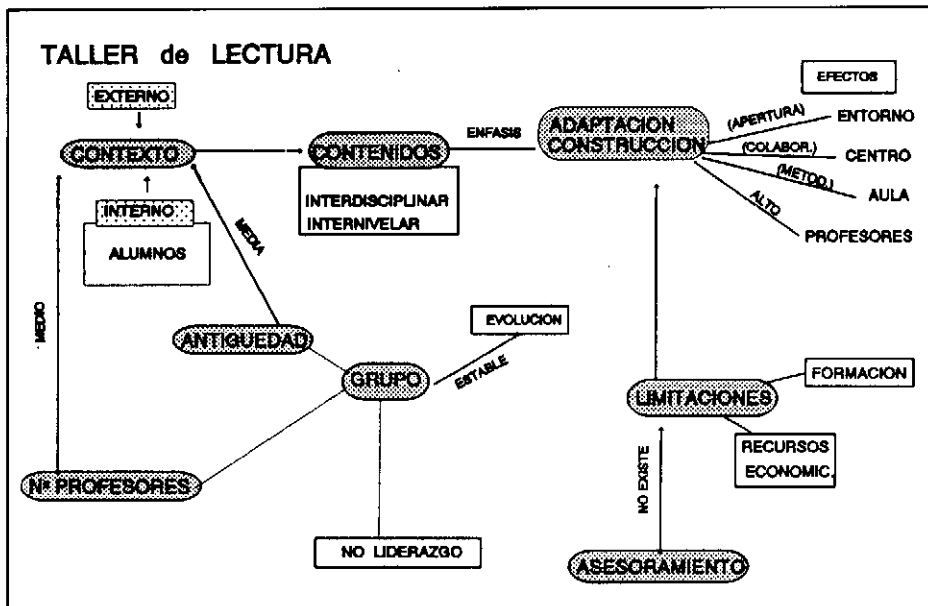 TALLER de LECTURA
EXTERNO
CONTEXTO
INTERNO
ALUMNOS
CONTENIDOS
INTERDISCIPLINAR
INTERNIVELAR
ENFASIS
ADAPTACION
CONSTRUCCION
EFECTOS
(APERTURA)
ENTORNO
(COLABOR.)
CENTRO
(METOD.)
AULA
ALTO
PROFESORES
MEDIO
MEDIA
ANTIGUEDAD
GRUPO
EVOLUCION
ESTABLE
Nº PROFESORES
NO LIDERAZGO
LIMITACIONES
FORMACION
RECURSOS
ECONOMIC.
NO EXISTE
ASESORAMIENTO